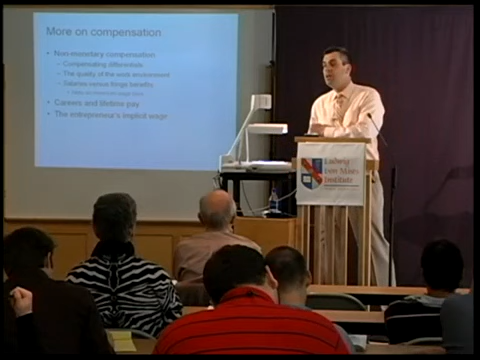 More on compensation
• Non-monetary compensation
• Compensating differentials
• The quality of the work environment
• Salaries versus fringe benefits
• Careers and lifetime pay
• The entrepreneur's implicit wage
Ludwig
von Mises
Institute